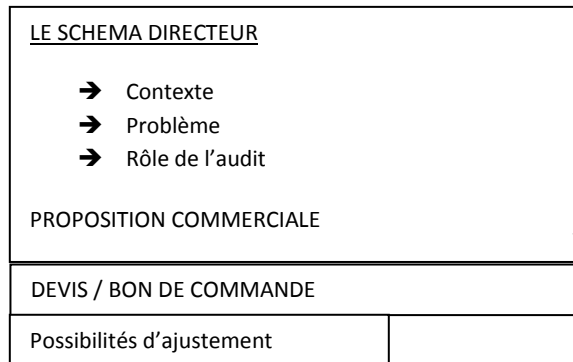 LE SCHEMA DIRECTEUR
➔ Contexte
➔ Problème
➔ Rôle de l’audit
PROPOSITION COMMERCIALE
DEVIS / BON DE COMMANDE
Possibilités d’ajustement